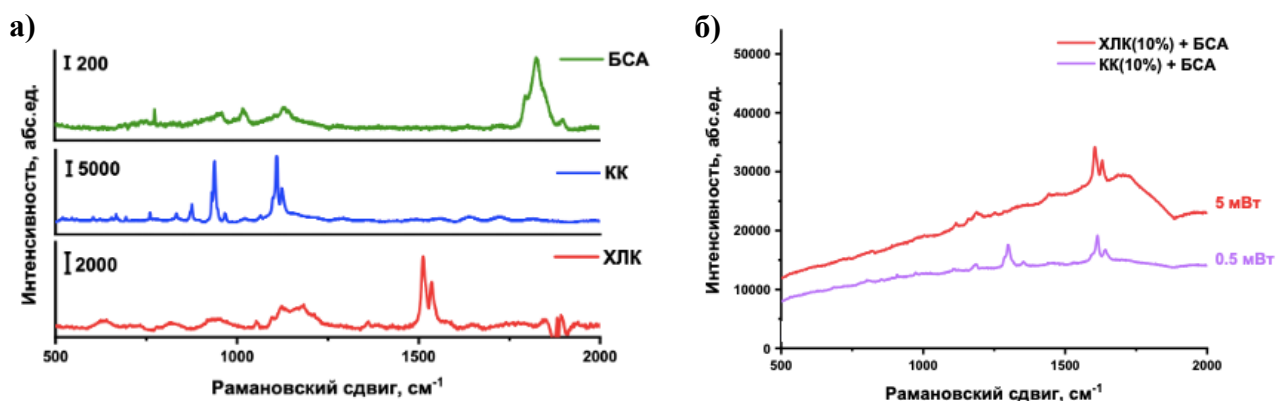 а)
I 200
БСА
I 5000
КК
I 2000
ХЛК
Интенсивность, абс.ед.
500 1000 1500 2000
Рамановский сдвиг, см-1
б)
ХЛК(10%) + БСА
КК(10%) + БСА
50000
40000
30000
20000
10000
0
5 мВт
0.5 мВт
Интенсивность, абс.ед.
500 1000 1500 2000
Рамановский сдвиг, см-1